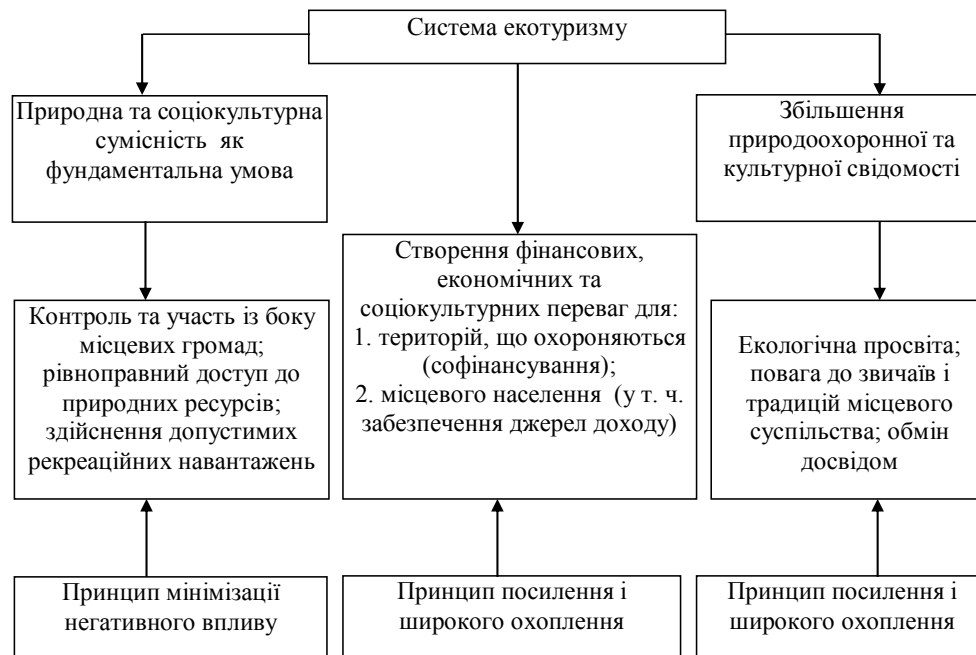 Система екотуризму
Природна та соціокультурна
сумісність як
фундаментальна умова
Збільшення
природоохоронної та
культурної свідомості
Створення фінансових,
економічних та
соціокультурних переваг для:
1. територій, що охороняються
(софінансування);
2. місцевого населення (у т. ч.
забезпечення джерел доходу)
Контроль та участь із боку
місцевих громад;
рівноправний доступ до
природних ресурсів;
здійснення допустимих
рекреаційних навантажень
Екологічна просвіта;
повага до звичаїв і
традицій місцевого
суспільства; обмін
досвідом
Принцип мінімізації
негативного впливу
Принцип посилення і
широкого охоплення
Принцип посилення і
широкого охоплення